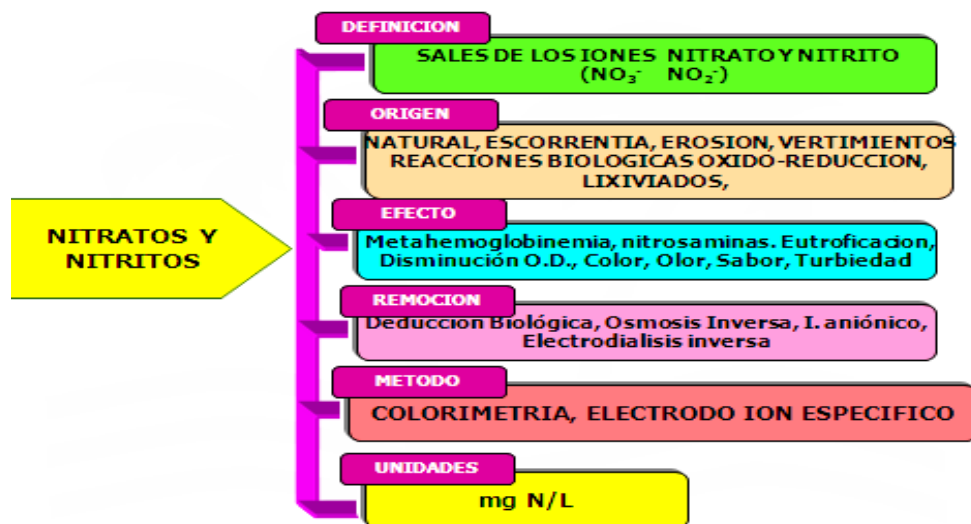 DEFINICION
SALES DE LOS IONES NITRATO Y NITRITO
(NO₃⁻ NO₂⁻)
ORIGEN
NATURAL, ESCORRENTIA, EROSION, VERTIMIENTOS
REACCIONES BIOLOGICAS OXIDO-REDUCCION,
LIXIVIADOS,
NITRATOS Y
NITRITOS
EFECTO
Metahemoglobinemia, nitrosaminas. Eutroficacion,
Disminución O.D., Color, Olor, Sabor, Turbiedad
REMOCION
Deducción Biológica, Osmosis Inversa, I. aniónico,
Electrodialisis inversa
METODO
COLORIMETRIA, ELECTRODO ION ESPECIFICO
UNIDADES
mg N/L